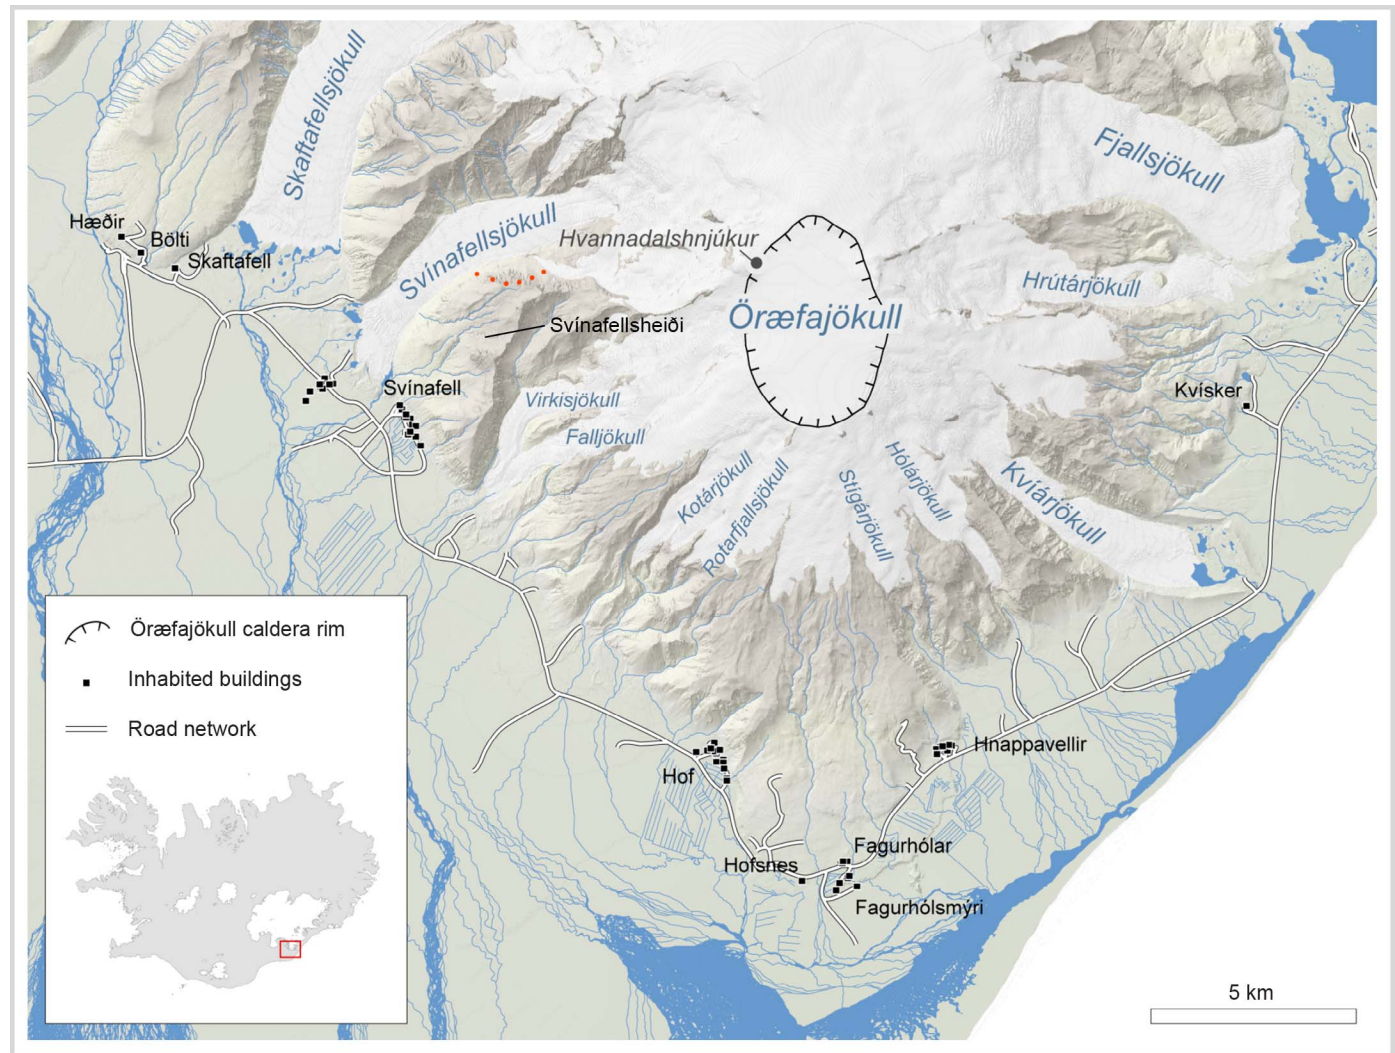 Skaftafellsjökull
Fjallsjökull
Hæðir
Bölti
Skaftafell
Svínafellsjökull
Hvannadalshnjúkur
Hrútárjökull
Öræfajökull
Svínafellsheiði
Svínafell
Virkisjökull
Falljökull
Kvísker
Kotárjökull
Rotarfjallsjökull
Stígárjökull
Hólárjökull
Kvíárjökull
Öræfajökull caldera rim
Inhabited buildings
Road network
Hof
Hnappavellir
Hofsnes
Fagurhólar
Fagurhólsmýri
5 km